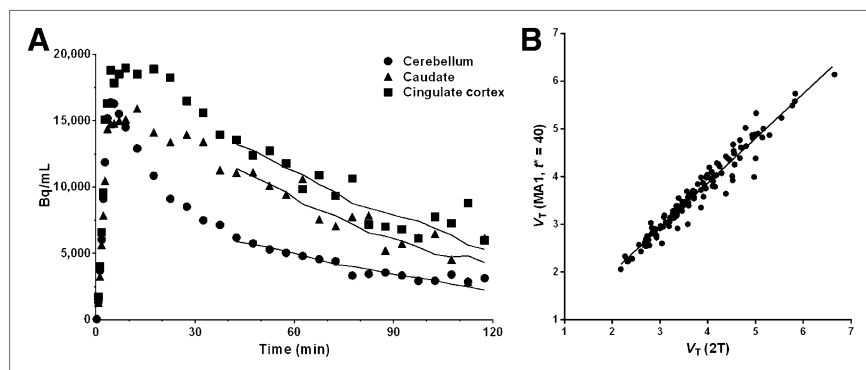 A
B
20,000
15,000
10,000
5,000
0
Bq/mL
Cerebellum
Caudate
Cingulate cortex
0 30 60 90 120
Time (min)
7
6
5
4
3
2
1
V_T (MA1, t* = 40)
1 2 3 4 5 6 7
V_T (2T)